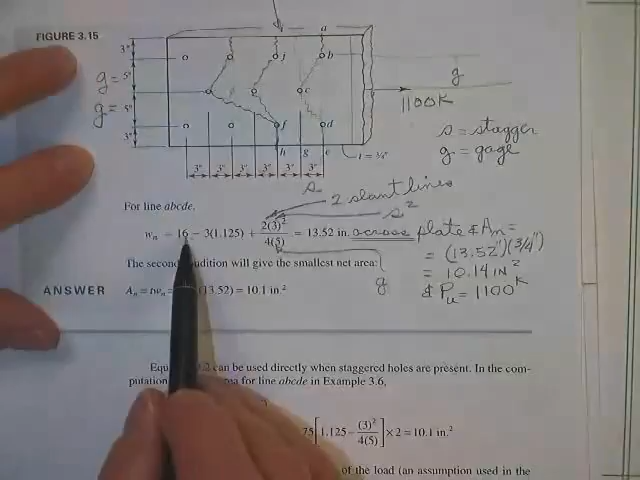 FIGURE 3.15
3"
5"
5"
3"
g =
g =
a
b
c
d
e
f
g
h
j
t = ¾"
3" 3" 3" 3" 3" 3"
s
g
1100K
s = stagger
g = gage
2 slant lines
s²
For line abcde,
wn = 16 − 3(1.125) + 2(3)²/4(5) = 13.52 in. across plate & An =
= (13.52")(3/4")
= 10.14 in²
& Pu = 1100K
g
The second condition will give the smallest net area:
ANSWER An = twn = (13.52) = 10.1 in.²
can be used directly when staggered holes are present. In the com-
for line abcde in Example 3.6,
75[1.125 − (3)²/4(5)] × 2 = 10.1 in.²
of the load (an assumption used in the